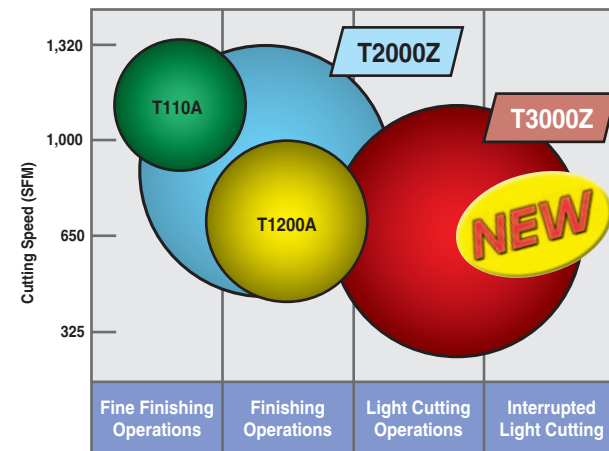 1,320
1,000
650
325
Cutting Speed (SFM)
T110A
T2000Z
T1200A
T3000Z
NEW
Fine Finishing
Operations
Finishing
Operations
Light Cutting
Operations
Interrupted
Light Cutting